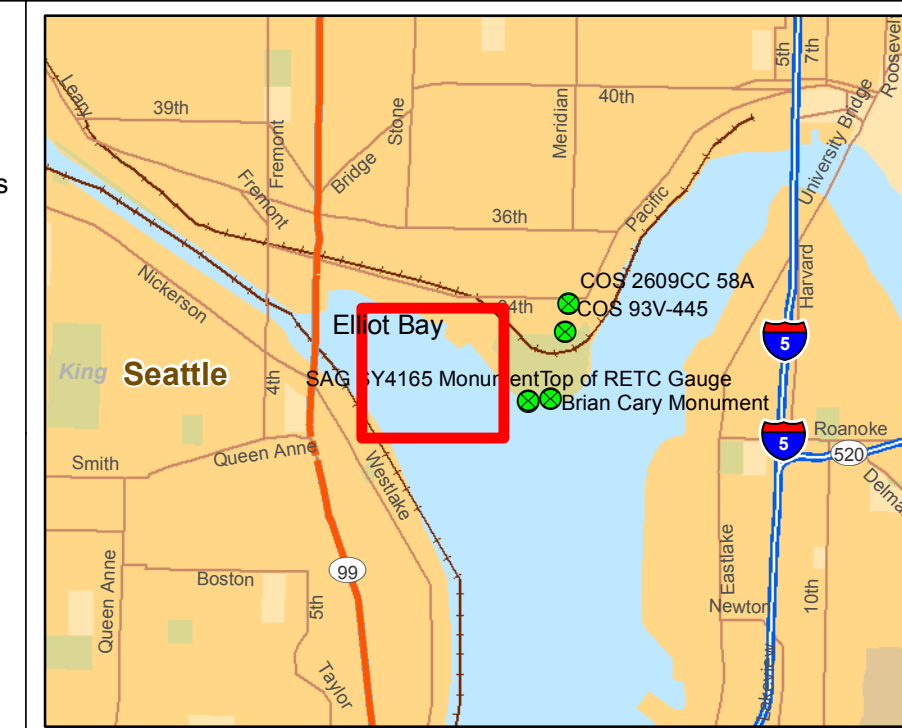 5th
7th
Roosevel
Leary
39th
Fremont
Stone
Meridian
40th
University Bridge
s
Bridge
Fremont
36th
Pacific
Nickerson
COS 2609CC 58A
34th
COS 93V-445
Elliot Bay
Harvard
5
King
Seattle
4th
SAG SY4165 Monument
Top of RETC Gauge
Brian Cary Monument
Smith
Queen Anne
Westlake
5
Roanoke
520
Delma
Queen Anne
Boston
5th
99
Taylor
Eastlake
Newton
10th
Lakeview